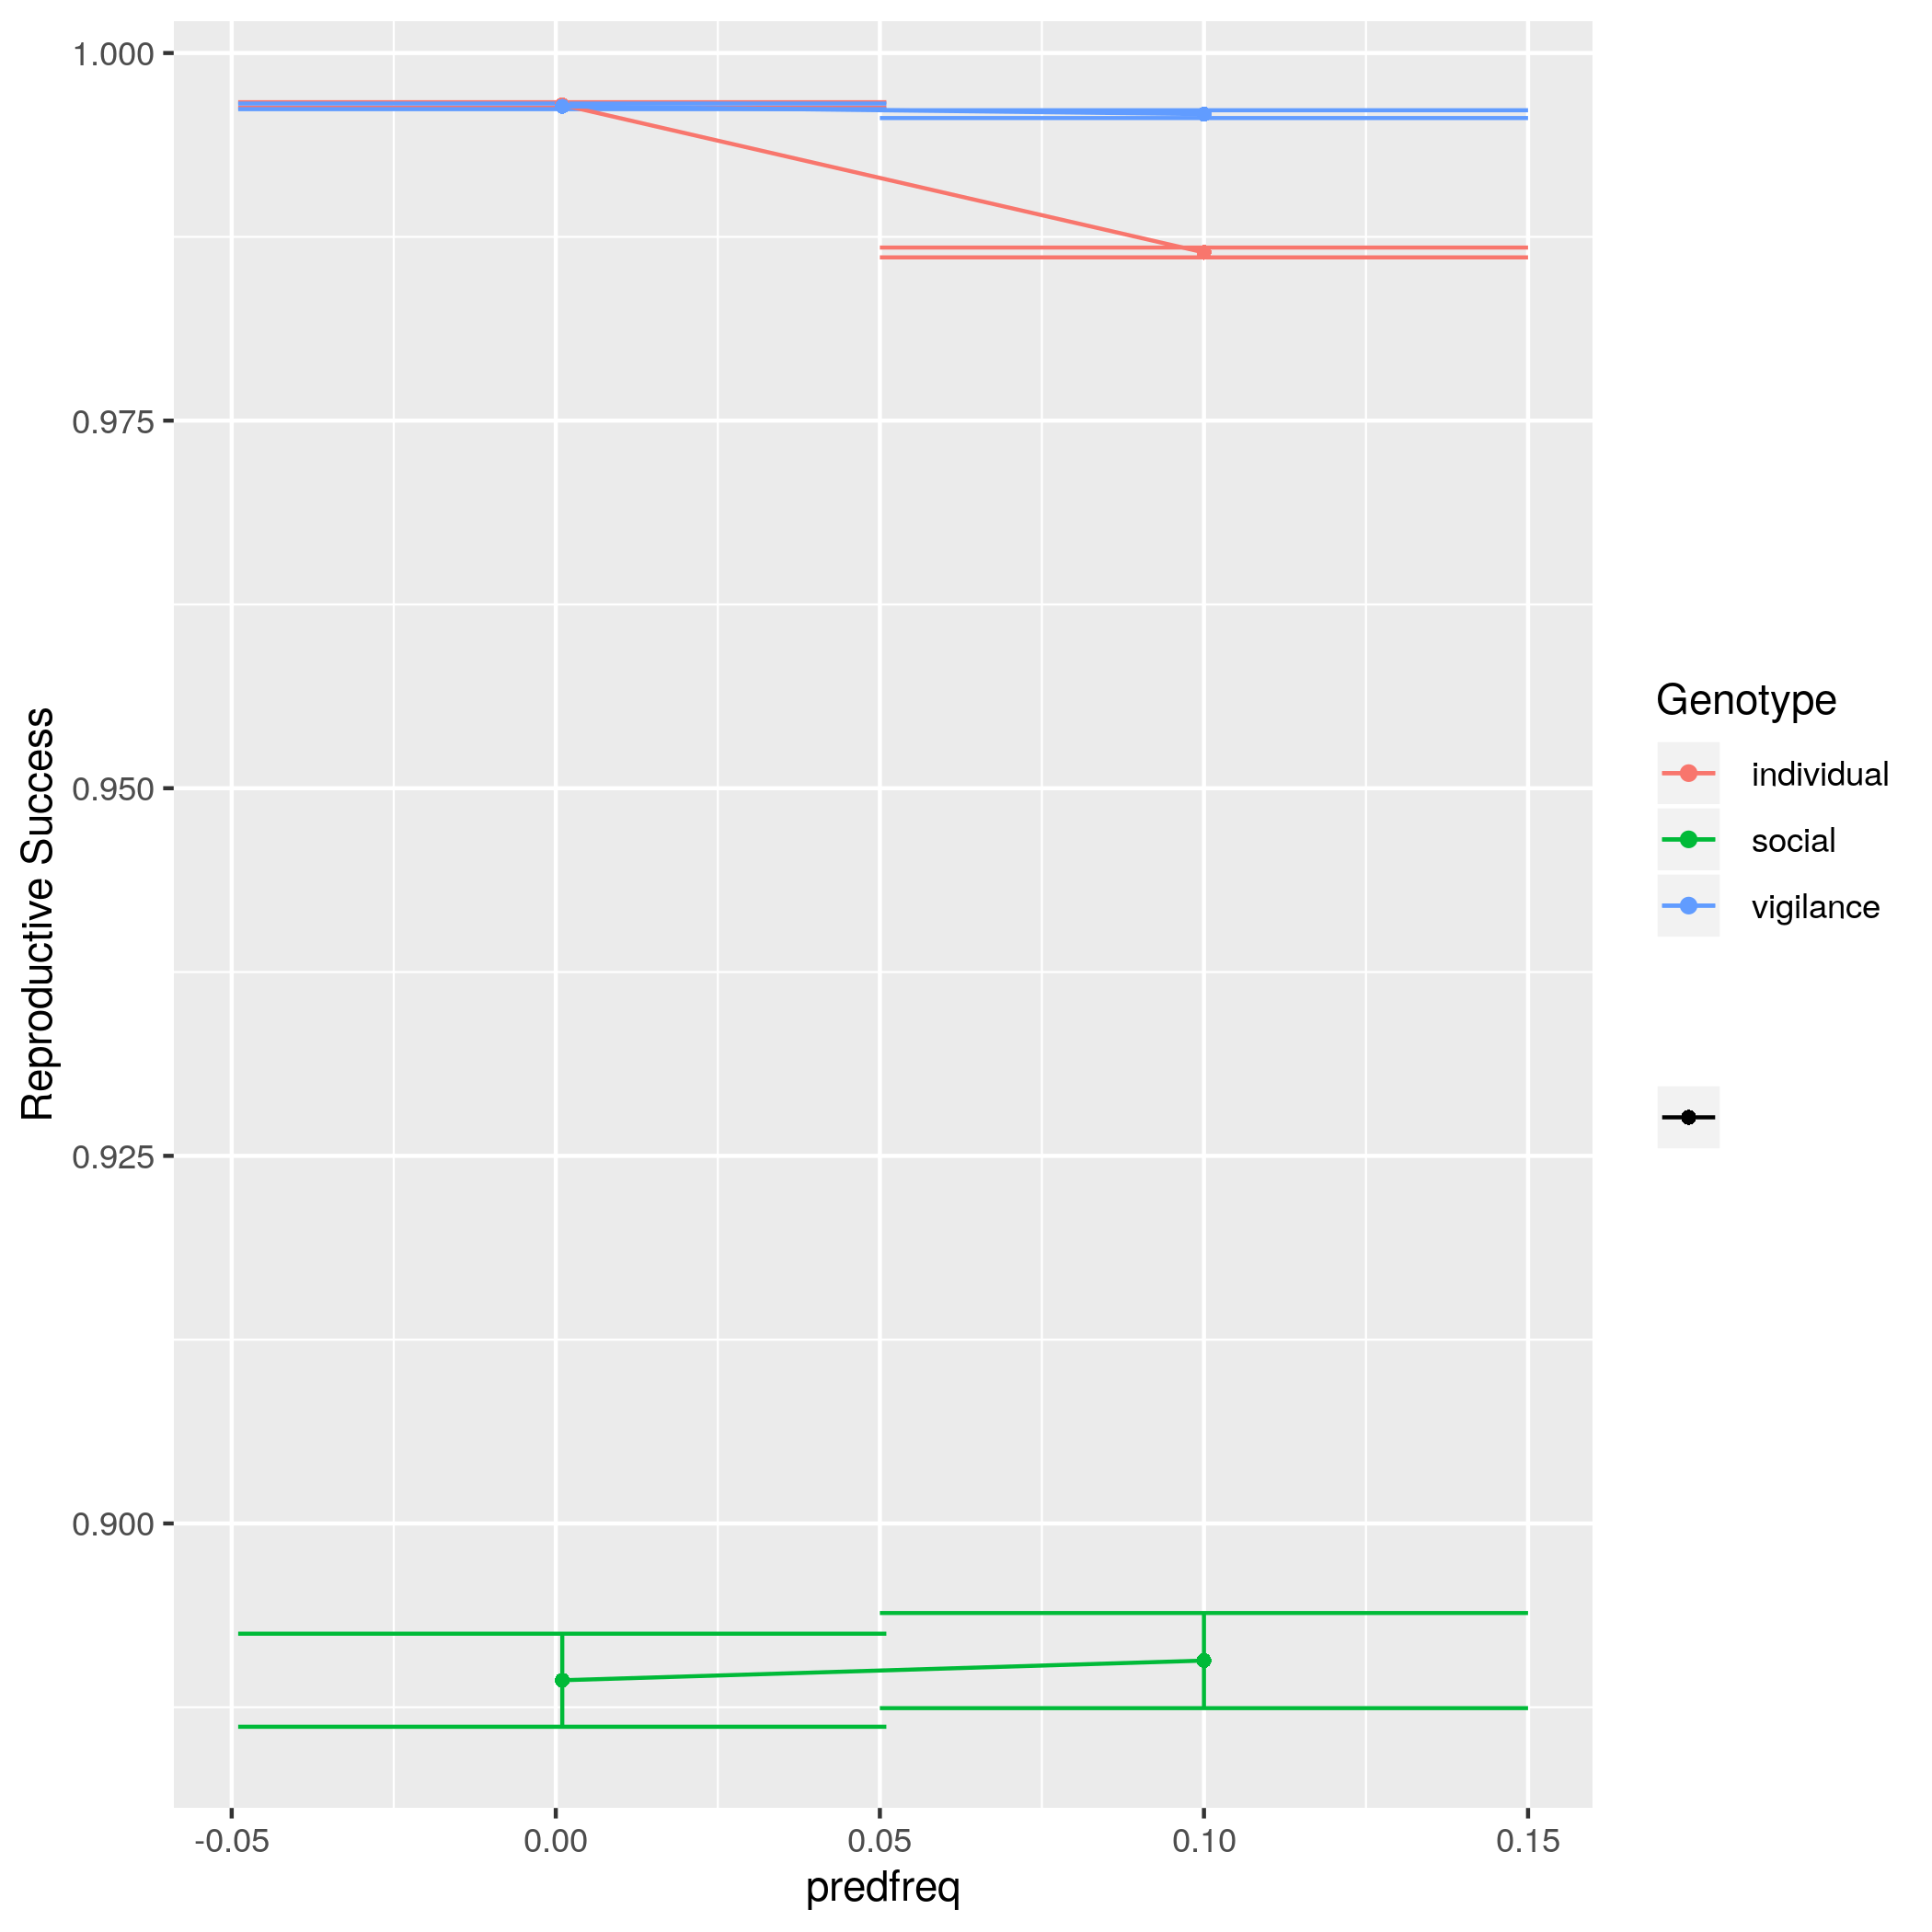 1.000
0.975
0.950
0.925
0.900
Reproductive Success
-0.05 0.00 0.05 0.10 0.15
predfreq
Genotype
individual
social
vigilance